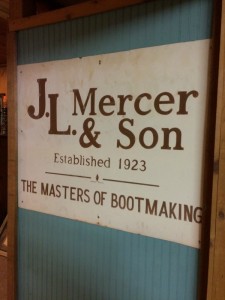 J.L. Mercer
& Son
Established 1923
THE MASTERS OF BOOTMAKING